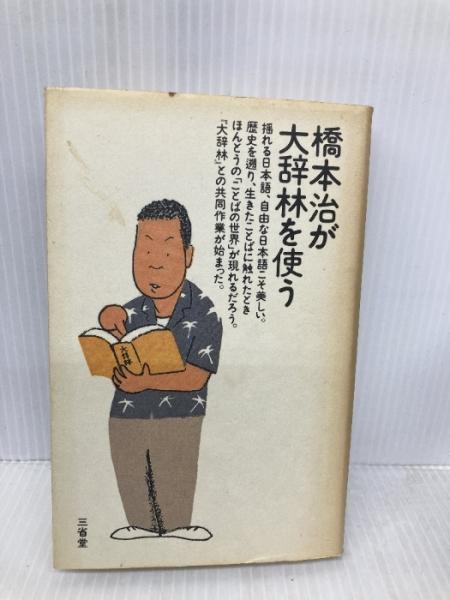 橋本治が
大辞林を使う
揺れる日本語、自由な日本語こそ美しい。
歴史を遡り、生きたことばに触れたとき
ほんとうの「ことばの世界」が現れるだろう。
『大辞林』との共同作業が始まった。
大辞林
三省堂